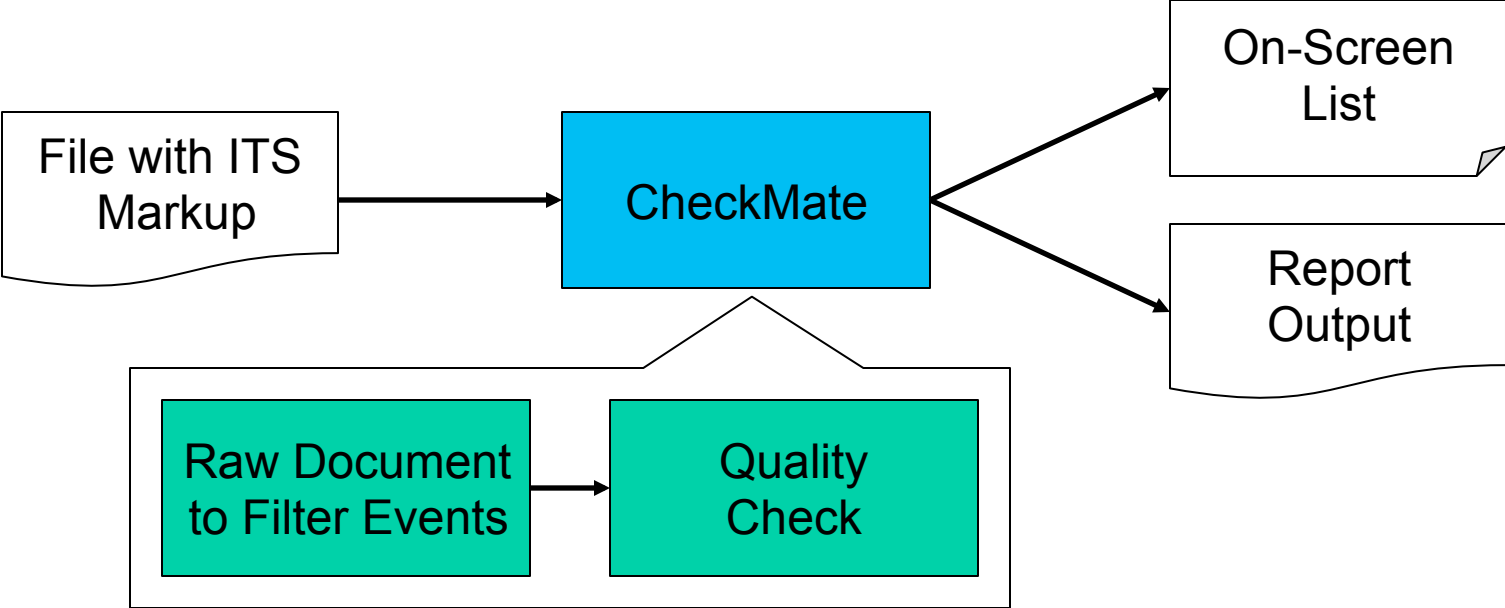 File with ITS
Markup
CheckMate
On-Screen
List
Report
Output
Raw Document
to Filter Events
Quality
Check